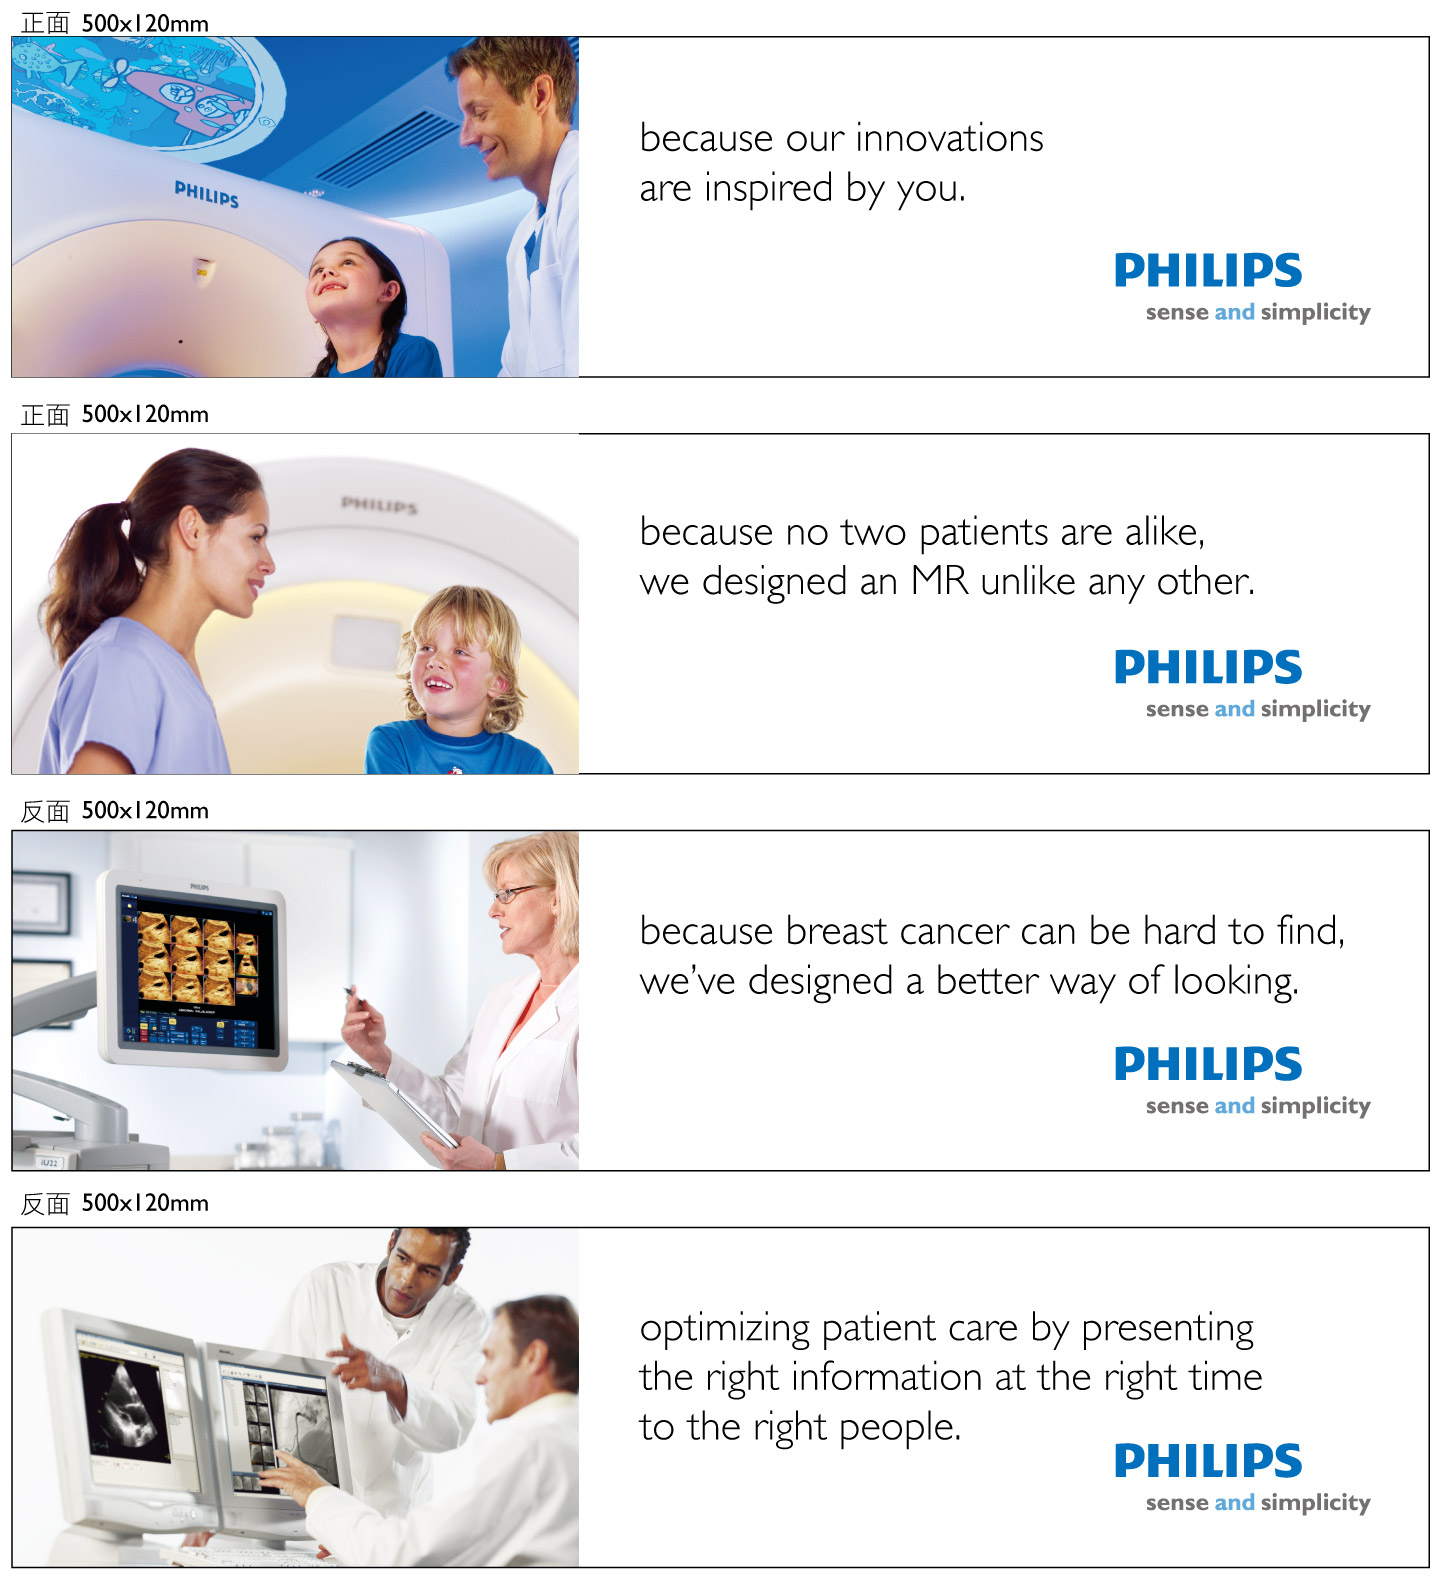 正面 500x120mm
PHILIPS
because our innovations
are inspired by you.
PHILIPS
sense and simplicity
正面 500x120mm
PHILIPS
because no two patients are alike,
we designed an MR unlike any other.
PHILIPS
sense and simplicity
反面 500x120mm
PHILIPS
iU22
because breast cancer can be hard to find,
we've designed a better way of looking.
PHILIPS
sense and simplicity
反面 500x120mm
optimizing patient care by presenting
the right information at the right time
to the right people.
PHILIPS
sense and simplicity